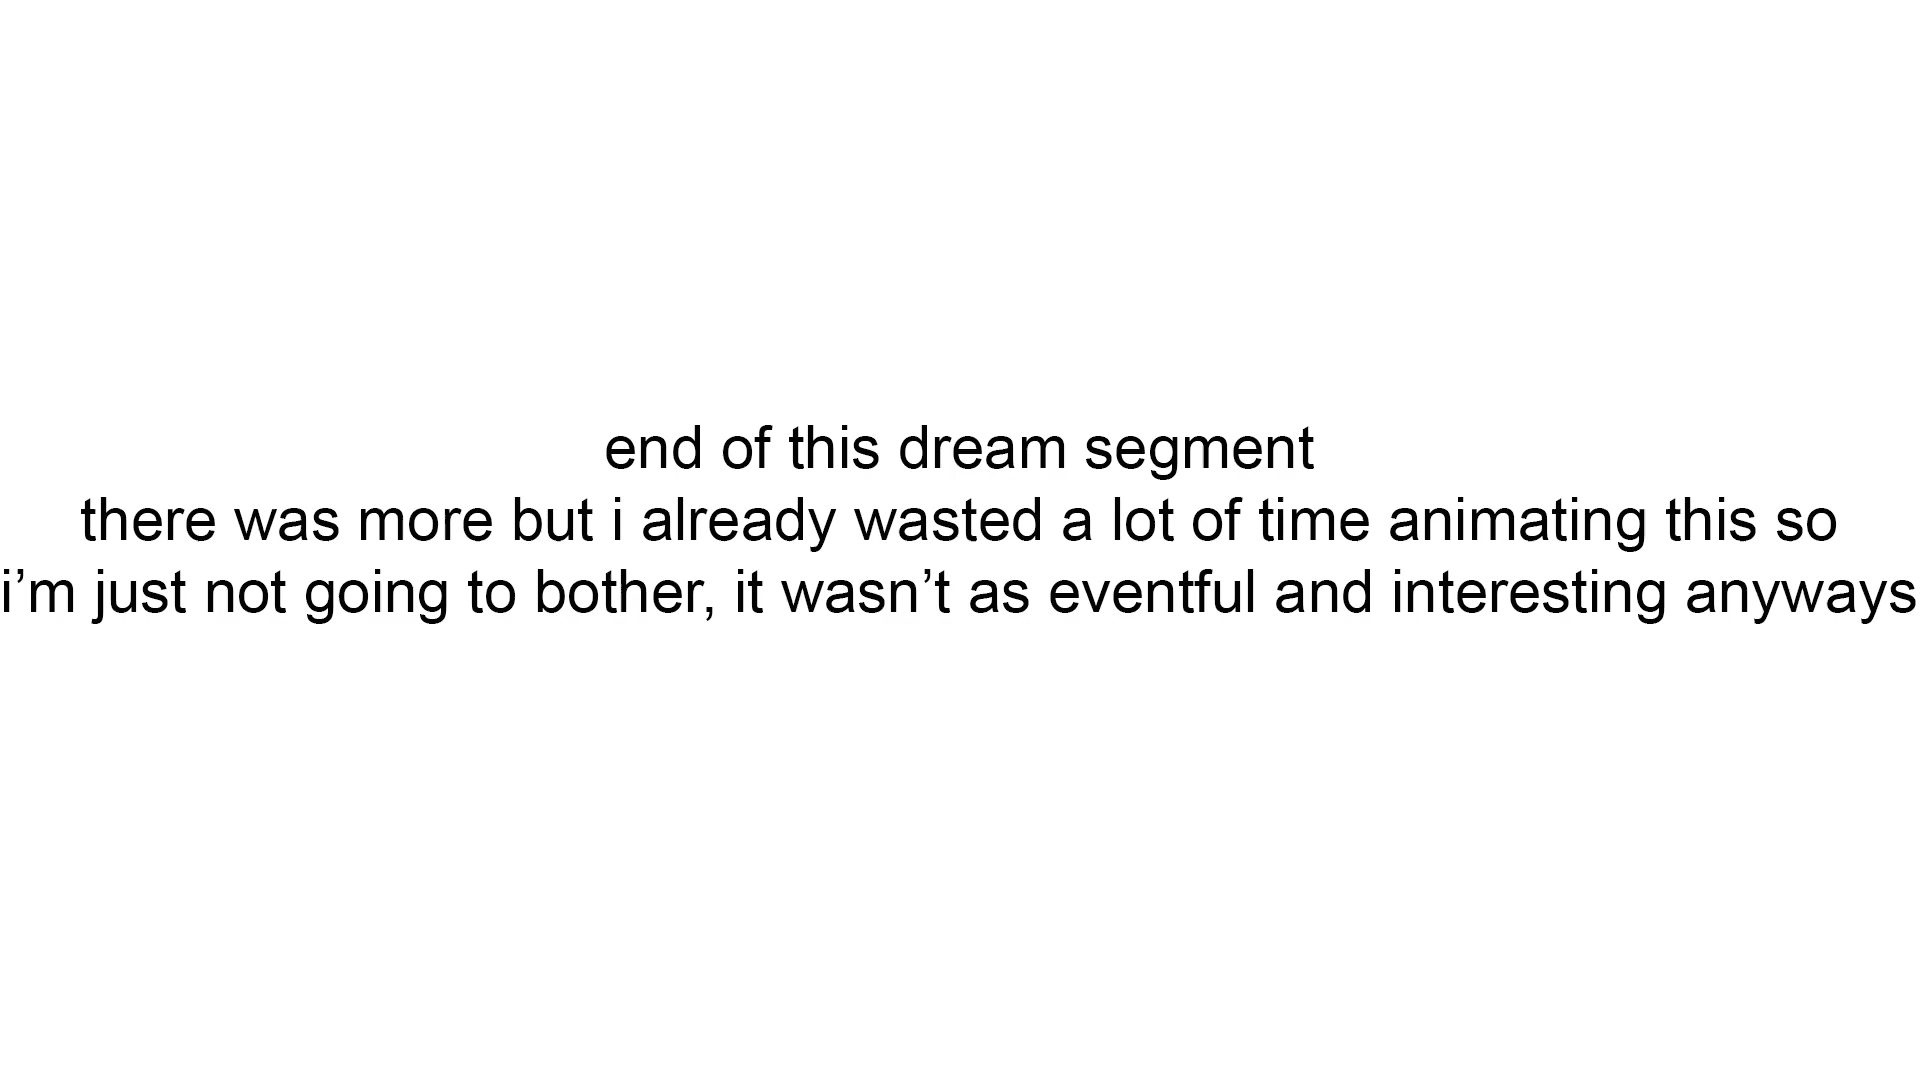 end of this dream segment
there was more but i already wasted a lot of time animating this so
i’m just not going to bother, it wasn’t as eventful and interesting anyways